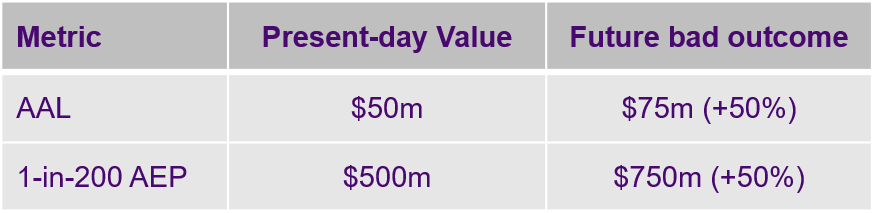 Metric Present-day Value Future bad outcome
AAL $50m $75m (+50%)
1-in-200 AEP $500m $750m (+50%)